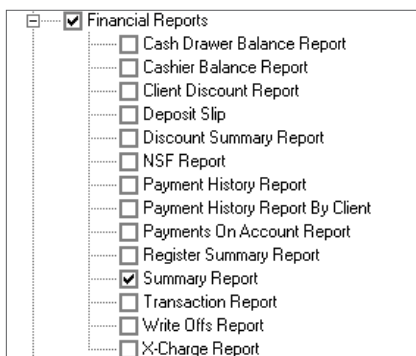 Financial Reports
Cash Drawer Balance Report
Cashier Balance Report
Client Discount Report
Deposit Slip
Discount Summary Report
NSF Report
Payment History Report
Payment History Report By Client
Payments On Account Report
Register Summary Report
Summary Report
Transaction Report
Write Offs Report
X-Charge Report